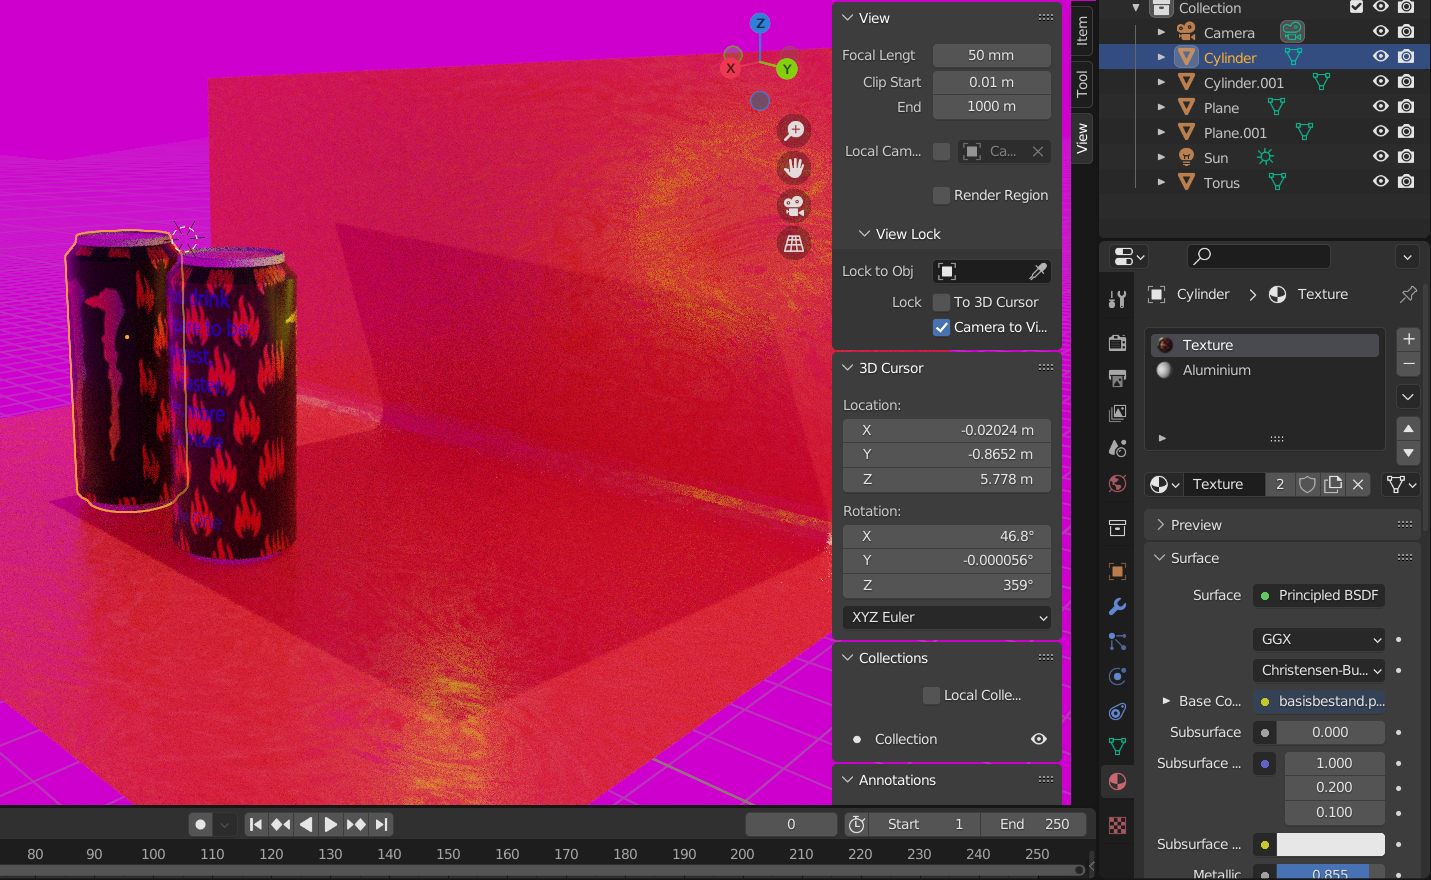 Z
X
Y
drink
to be
more
One
View
Focal Lengt 50 mm
Clip Start 0.01 m
End 1000 m
Local Cam... Ca...
Render Region
View Lock
Lock to Obj
Lock To 3D Cursor
Camera to Vi...
3D Cursor
Location:
X -0.02024 m
Y -0.8652 m
Z 5.778 m
Rotation:
X 46.8°
Y -0.000056°
Z 359°
XYZ Euler
Collections
Local Colle...
Collection
Annotations
Item
Tool
View
Collection
Camera
Cylinder
Cylinder.001
Plane
Plane.001
Sun
Torus
Cylinder > Texture
Texture
Aluminium
Texture 2
Preview
Surface
Surface Principled BSDF
GGX
Christensen-Bu...
Base Co... basisbestand.p...
Subsurface 0.000
Subsurface ... 1.000
0.200
0.100
Subsurface ...
Metallic 0.855
0 Start 1 End 250
80 90 100 110 120 130 140 150 160 170 180 190 200 210 220 230 240 250